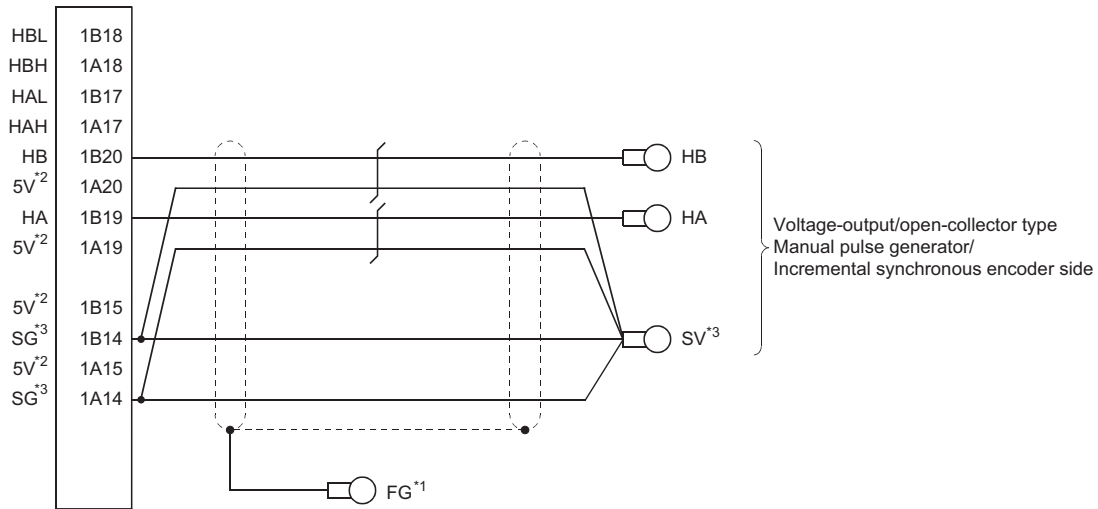 HBL 1B18
HBH 1A18
HAL 1B17
HAH 1A17
HB 1B20 HB
5V*2 1A20
HA 1B19 HA
5V*2 1A19
Voltage-output/open-collector type
Manual pulse generator/
Incremental synchronous encoder side
5V*2 1B15
SG*3 1B14 SV*3
5V*2 1A15
SG*3 1A14
FG*1